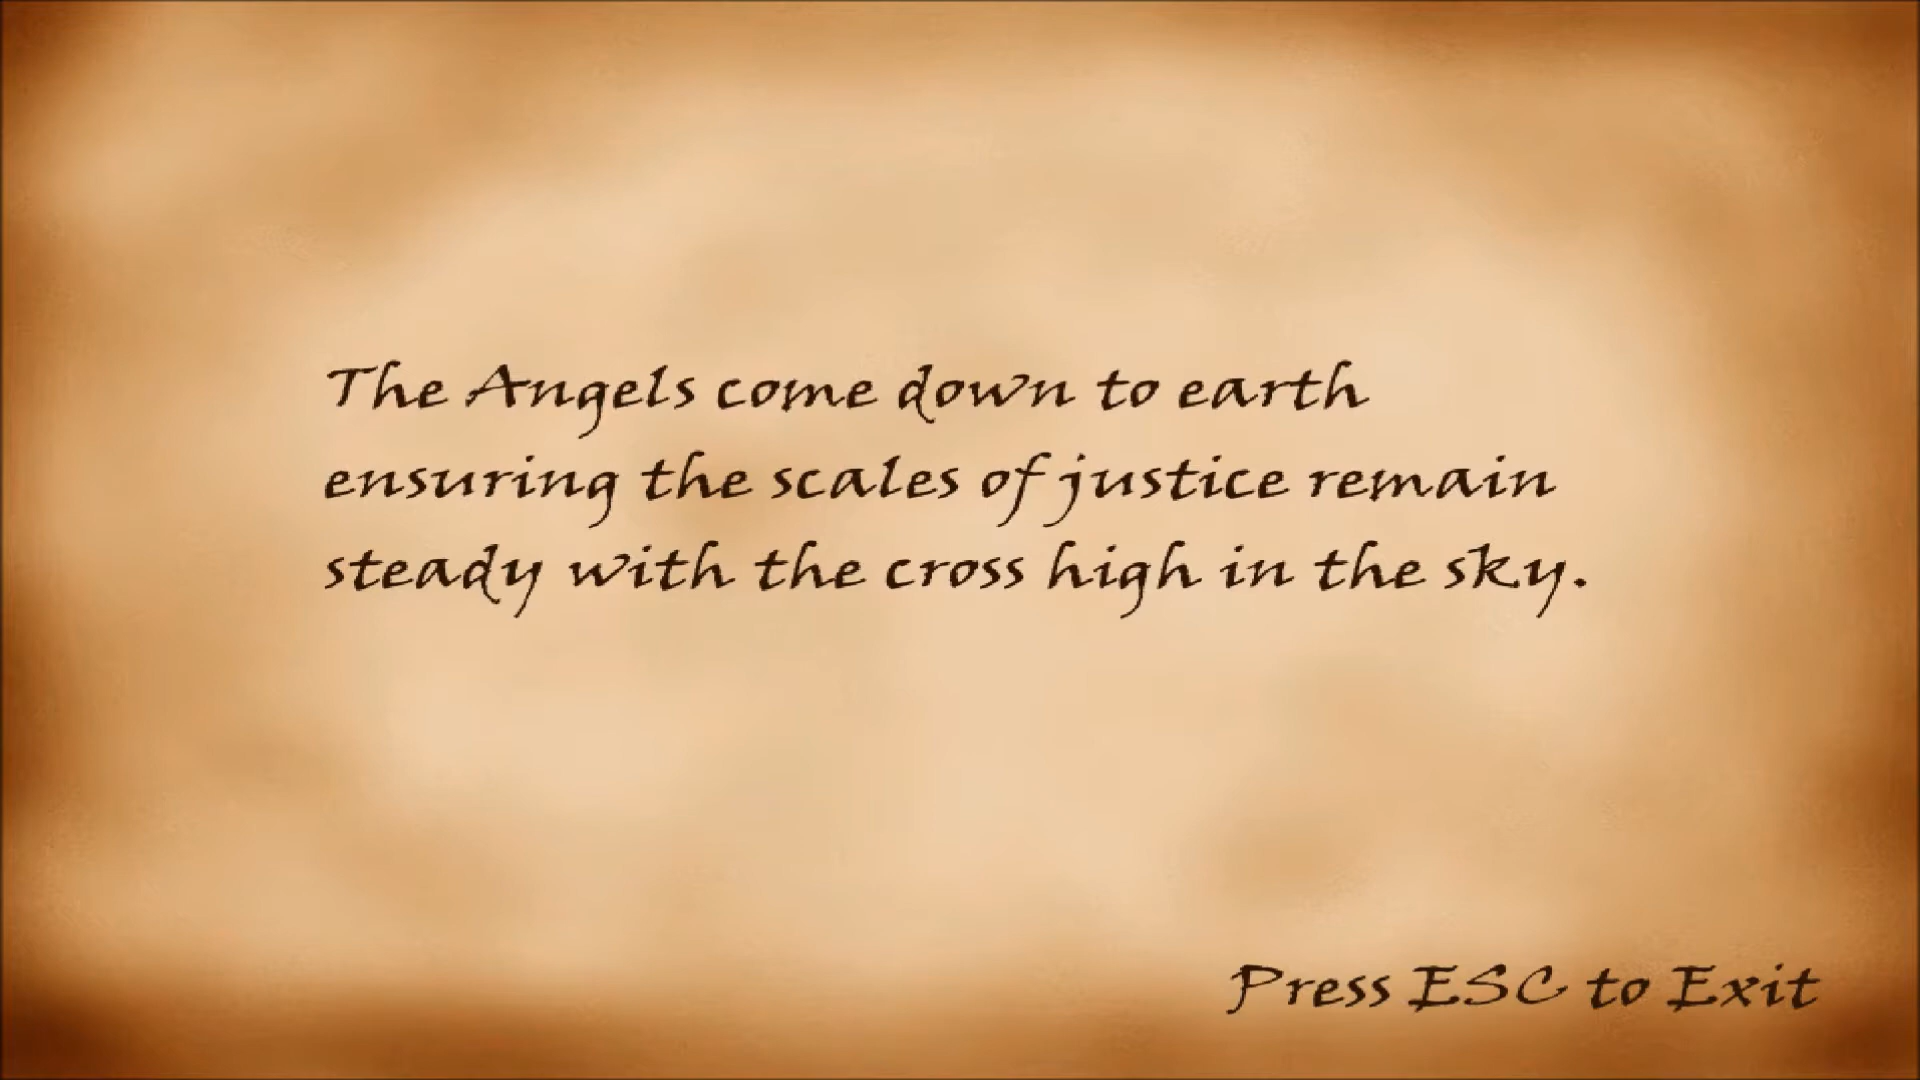 The Angels come down to earth
ensuring the scales of justice remain
steady with the cross high in the sky.
Press ESC to Exit